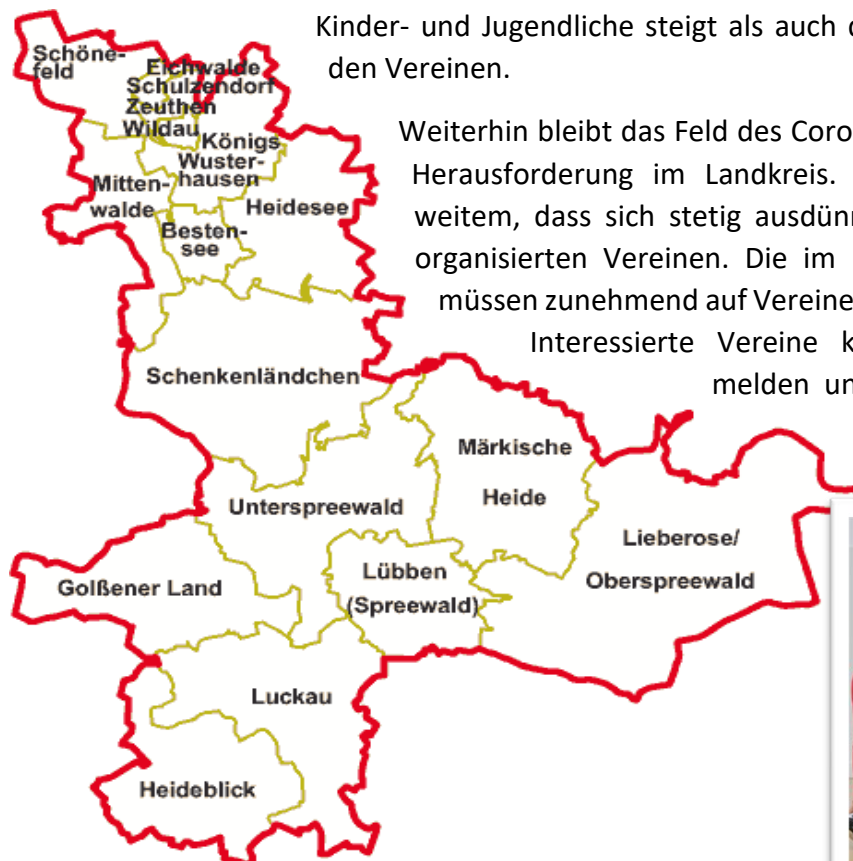 Kinder- und Jugendliche steigt als auch
den Vereinen.
Weiterhin bleibt das Feld des
Herausforderung im Landkreis.
weitem, dass sich stetig
organisierten Vereinen. Die im
müssen zunehmend auf Vereine
Interessierte Vereine
melden
Schöne-
feld
Eichwalde
Schulzendorf
Zeuthen
Wildau
Königs
Wuster-
hausen
Mitten-
walde
Heidesee
Besten-
see
Schenkenländchen
Märkische
Heide
Unterspreewald
Lieberose/
Oberspreewald
Golßener Land
Lübben
(Spreewald)
Luckau
Heideblick